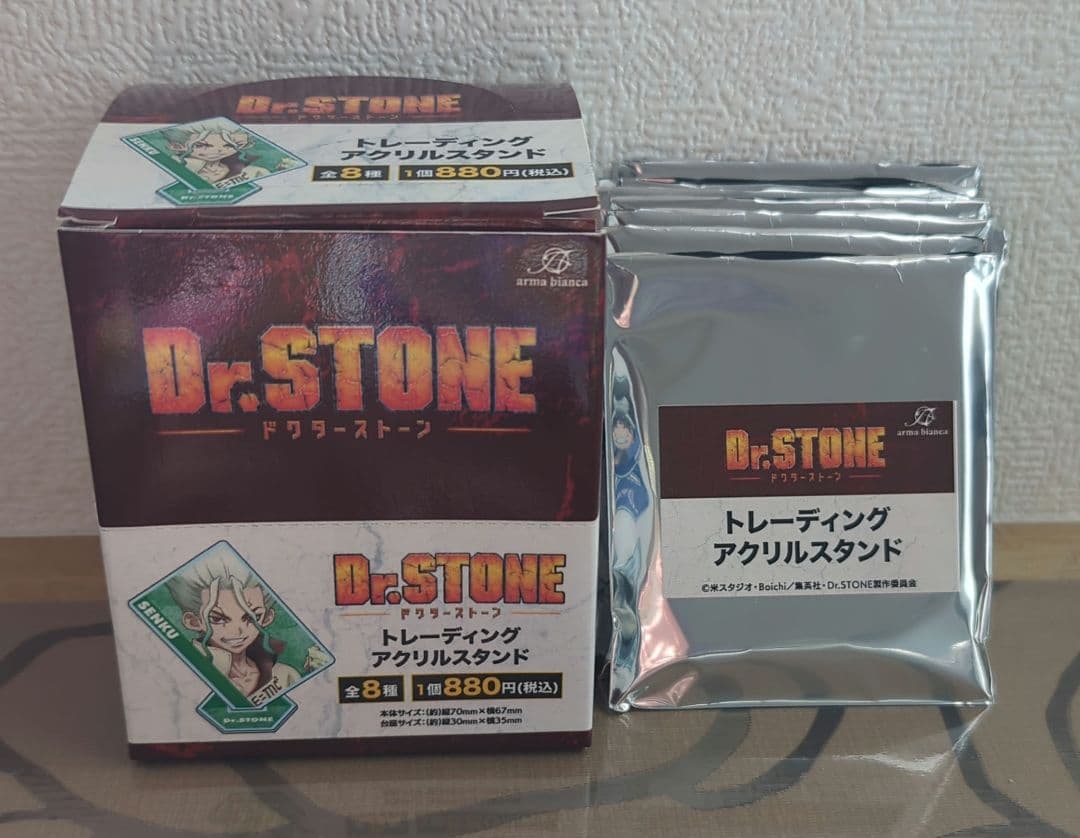 Dr.STONE
トレーディング
アクリルスタンド
全8種 1個880円(税込)
SENKU
E=mc²
Dr.STONE
arma bianca
Dr.STONE
ドクターストーン
SENKU
E=mc²
Dr.STONE
Dr.STONE
ドクターストーン
トレーディング
アクリルスタンド
全8種 1個880円(税込)
本体サイズ:(約)縦70mm×横67mm
台座サイズ:(約)縦30mm×横35mm
arma bianca
Dr.STONE
ドクターストーン
トレーディング
アクリルスタンド
©米スタジオ・Boichi／集英社・Dr.STONE製作委員会